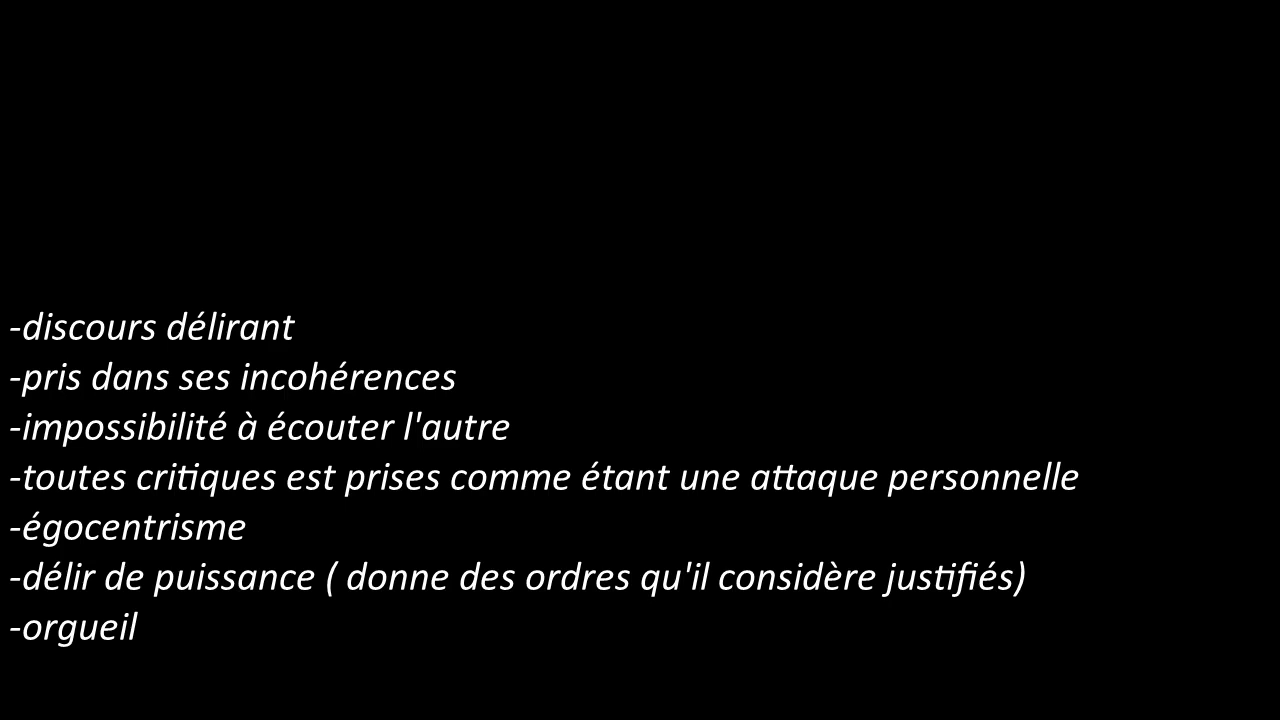 -discours délirant
-pris dans ses incohérences
-impossibilité à écouter l'autre
-toutes critiques est prises comme étant une attaque personnelle
-égocentrisme
-délir de puissance ( donne des ordres qu'il considère justifiés)
-orgueil